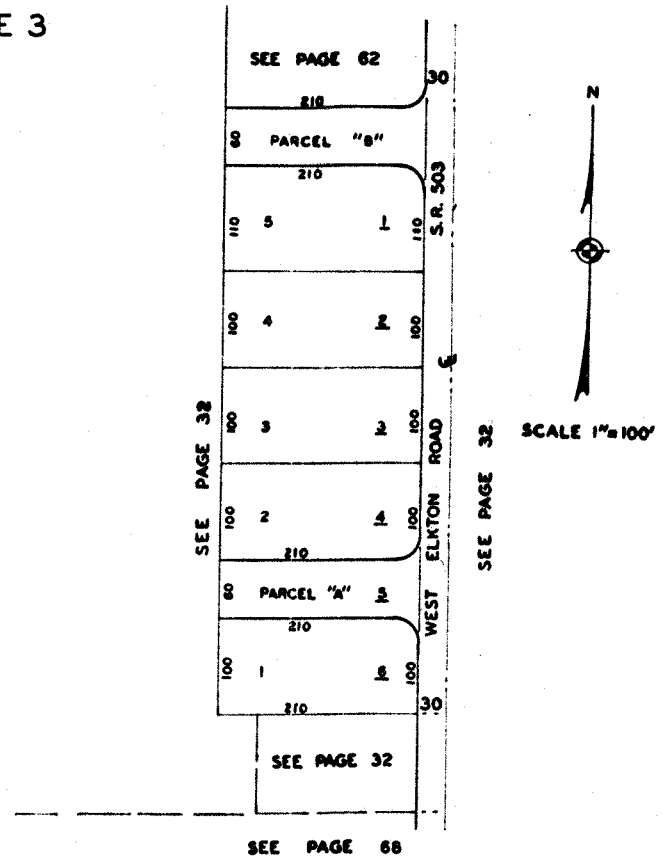 E 3
SEE PAGE 62
30
210
60 PARCEL "B"
210
S.R. 503
110 5 1 110
100 4 2 100
N
SCALE 1"=100'
100 3 3 100
SEE PAGE 32
WEST ELKTON ROAD
SEE PAGE 32
100 2 4 100
210
60 PARCEL "A" 5
210
100 1 6 100
210
30
SEE PAGE 32
SEE PAGE 68